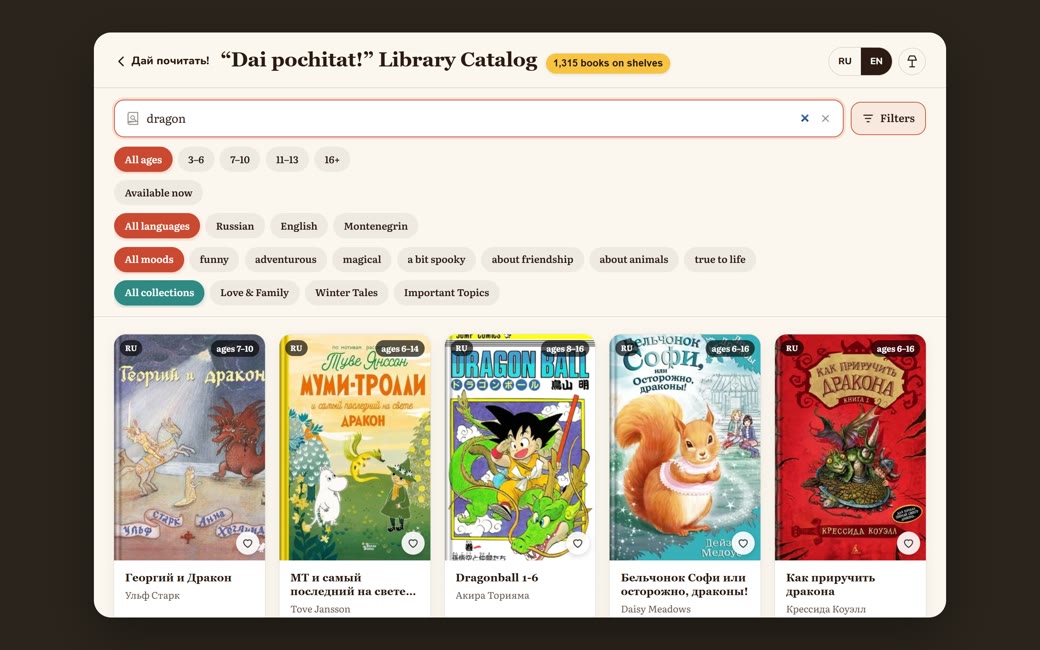 Дай почитать!
“Dai pochitat!” Library Catalog
1,315 books on shelves
RU
EN
dragon
Filters
All ages
3–6
7–10
11–13
16+
Available now
All languages
Russian
English
Montenegrin
All moods
funny
adventurous
magical
a bit spooky
about friendship
about animals
true to life
All collections
Love & Family
Winter Tales
Important Topics
RU
ages 7–10
Георгий и дракон
УЛЬФ
СТАРК
Анна
Георгий и Дракон
Ульф Старк
RU
ages 6–14
Туве Янссон
МУМИ-ТРОЛЛИ
и самый последний на свете
ДРАКОН
МТ и самый
последний на свете…
Tove Jansson
RU
ages 8–16
JUMP COMICS
DRAGON BALL
ドラゴンボール
鳥山明
Dragonball 1-6
Акира Торияма
RU
ages 6–16
Бельчонок
Софи,
или
Осторожно,
драконы!
Бельчонок Софи или
осторожно, драконы!
Daisy Meadows
RU
ages 6–16
КАК ПРИРУЧИТЬ
ДРАКОНА
КНИГА 1
КРЕССИДА КОУЭЛЛ
Как приручить
дракона
Крессида Коуэлл